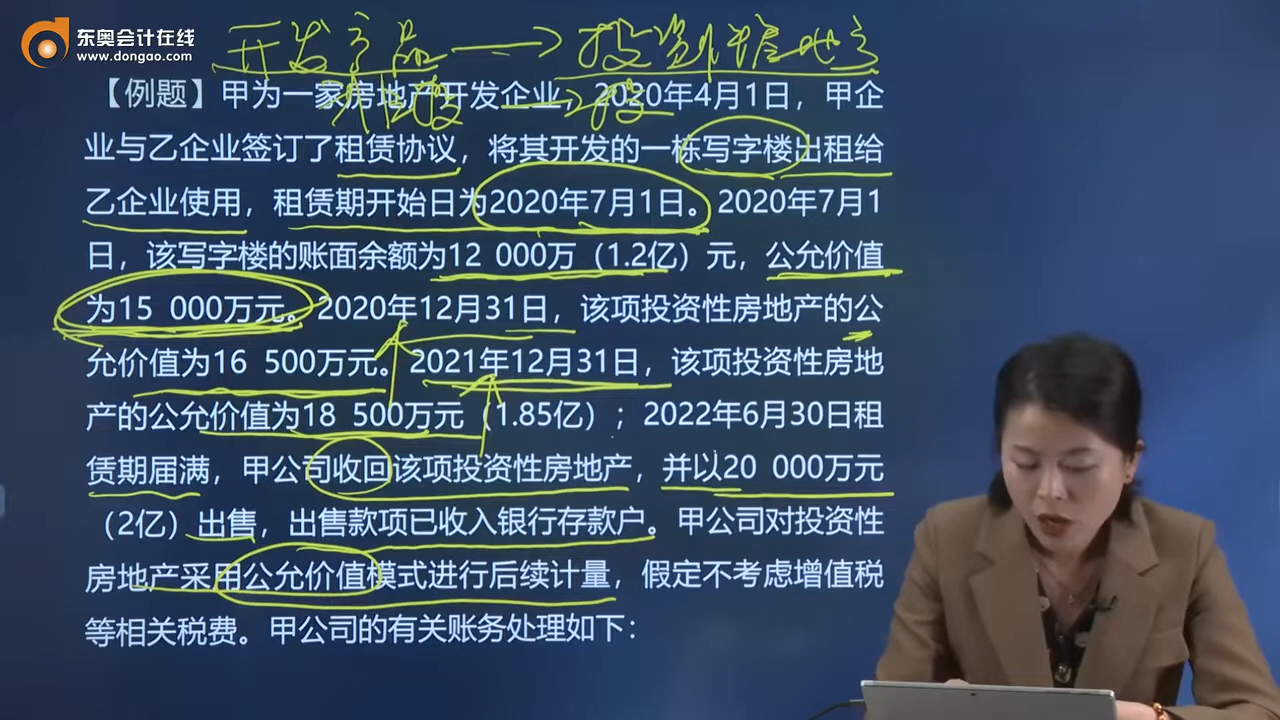 东奥会计在线
www.dongao.com
开发产品 → 投资性房地产
非投 → 投
【例题】甲为一家房地产开发企业，2020年4月1日，甲企
业与乙企业签订了租赁协议，将其开发的一栋写字楼出租给
乙企业使用，租赁期开始日为2020年7月1日。2020年7月1
日，该写字楼的账面余额为12 000万（1.2亿）元，公允价值
为15 000万元。2020年12月31日，该项投资性房地产的公
允价值为16 500万元。2021年12月31日，该项投资性房地
产的公允价值为18 500万元（1.85亿）；2022年6月30日租
赁期届满，甲公司收回该项投资性房地产，并以20 000万元
（2亿）出售，出售款项已收入银行存款户。甲公司对投资性
房地产采用公允价值模式进行后续计量，假定不考虑增值税
等相关税费。甲公司的有关账务处理如下：